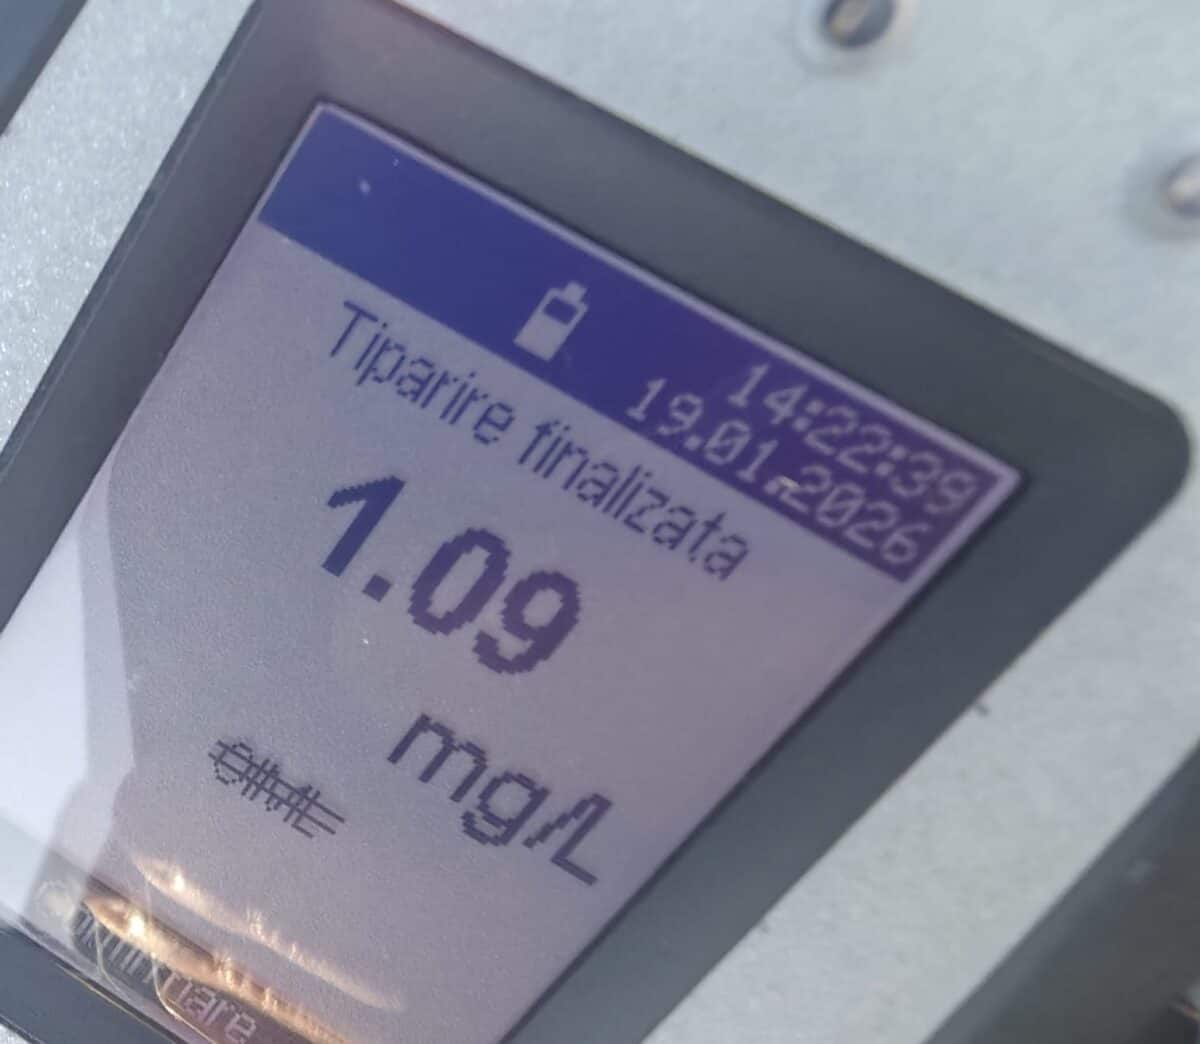 14:22:39
19.01.2026
Tiparire finalizata
1.09
mg/L